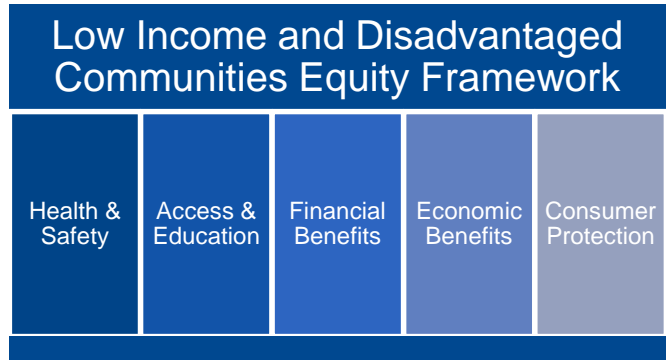 Low Income and Disadvantaged
Communities Equity Framework
Health &
Safety
Access &
Education
Financial
Benefits
Economic
Benefits
Consumer
Protection